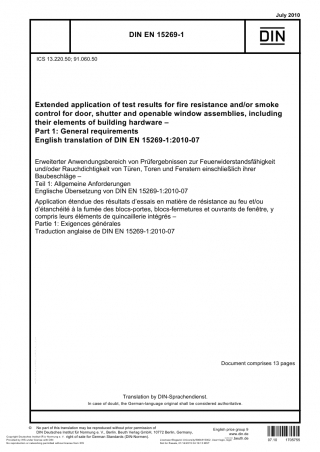 July 2010
DIN EN 15269-1
DIN
ICS 13.220.50; 91.060.50
Extended application of test results for fire resistance and/or smoke
control for door, shutter and openable window assemblies, including
their elements of building hardware –
Part 1: General requirements
English translation of DIN EN 15269-1:2010-07
Erweiterter Anwendungsbereich von Prüfergebnissen zur Feuerwiderstandsfähigkeit
und/oder Rauchdichtigkeit von Türen, Toren und Fenstern einschließlich ihrer
Baubeschläge –
Teil 1: Allgemeine Anforderungen
Englische Übersetzung von DIN EN 15269-1:2010-07
Application étendue des résultats d'essais en matière de résistance au feu et/ou
d'étanchéité à la fumée des blocs-portes, blocs-fermetures et ouvrants de fenêtre, y
compris leurs éléments de quincaillerie intégrés –
Partie 1: Exigences générales
Traduction anglaise de DIN EN 15269-1:2010-07
Document comprises 13 pages
Translation by DIN-Sprachendienst.
In case of doubt, the German-language original shall be considered authoritative.
© No part of this translation may be reproduced without prior permission of
DIN Deutsches Institut für Normung e. V., Berlin. Beuth Verlag GmbH, 10772 Berlin, Germany,
right of sale for German Standards (DIN-Normen).
English price group 9
www.din.de
www.beuth.de